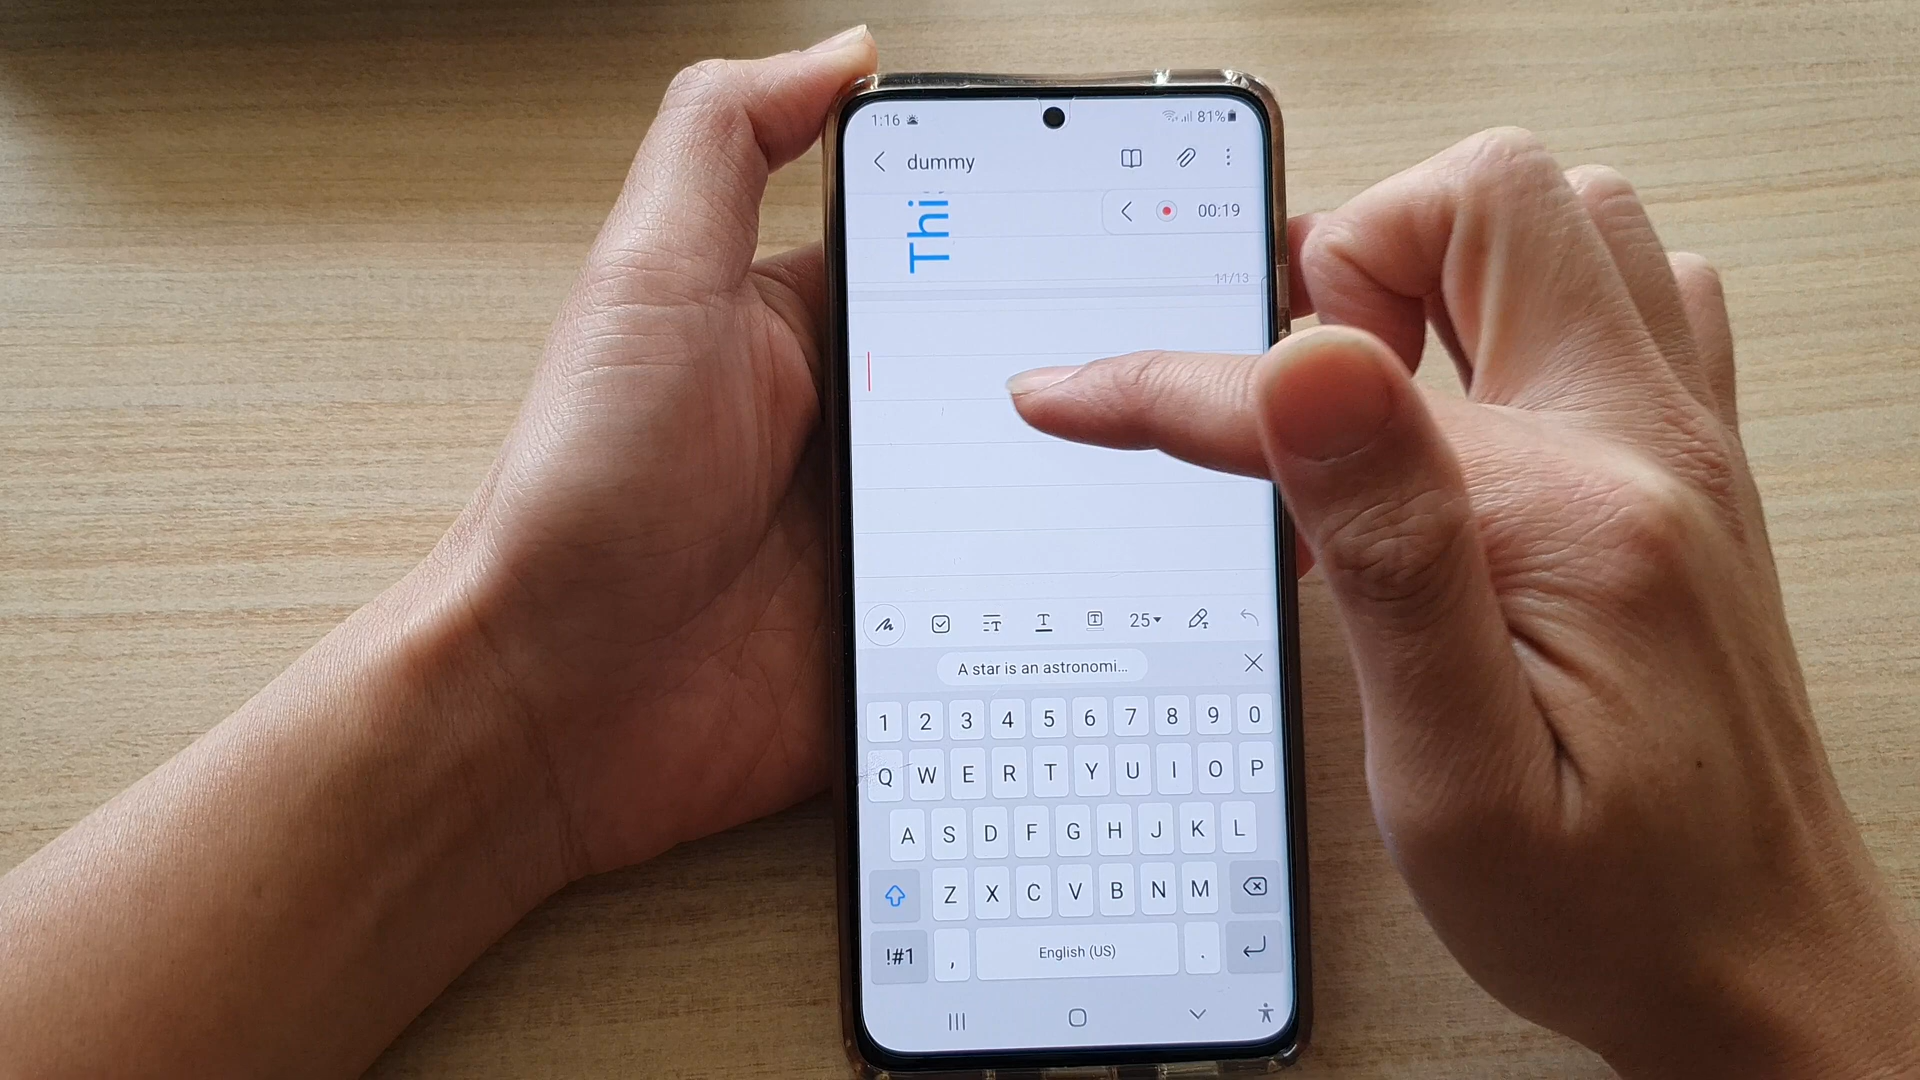 1:16 81%
dummy
Thi
00:19
11/13
25
A star is an astronomi...
1 2 3 4 5 6 7 8 9 0
Q W E R T Y U I O P
A S D F G H J K L
Z X C V B N M
!#1 , English (US) .